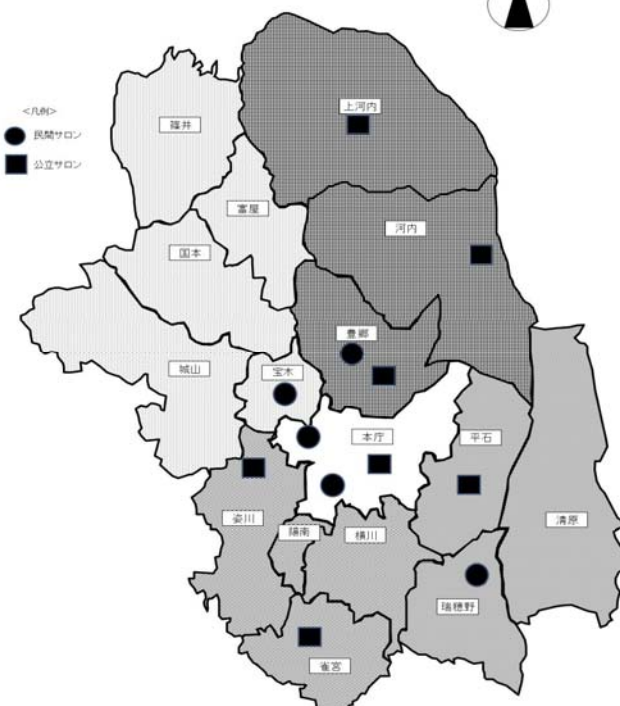 <凡例>
民間サロン
公立サロン
上河内
篠井
富屋
河内
国本
豊郷
城山
宝木
本庁
平石
姿川
陽南
横川
清原
瑞穂野
雀宮